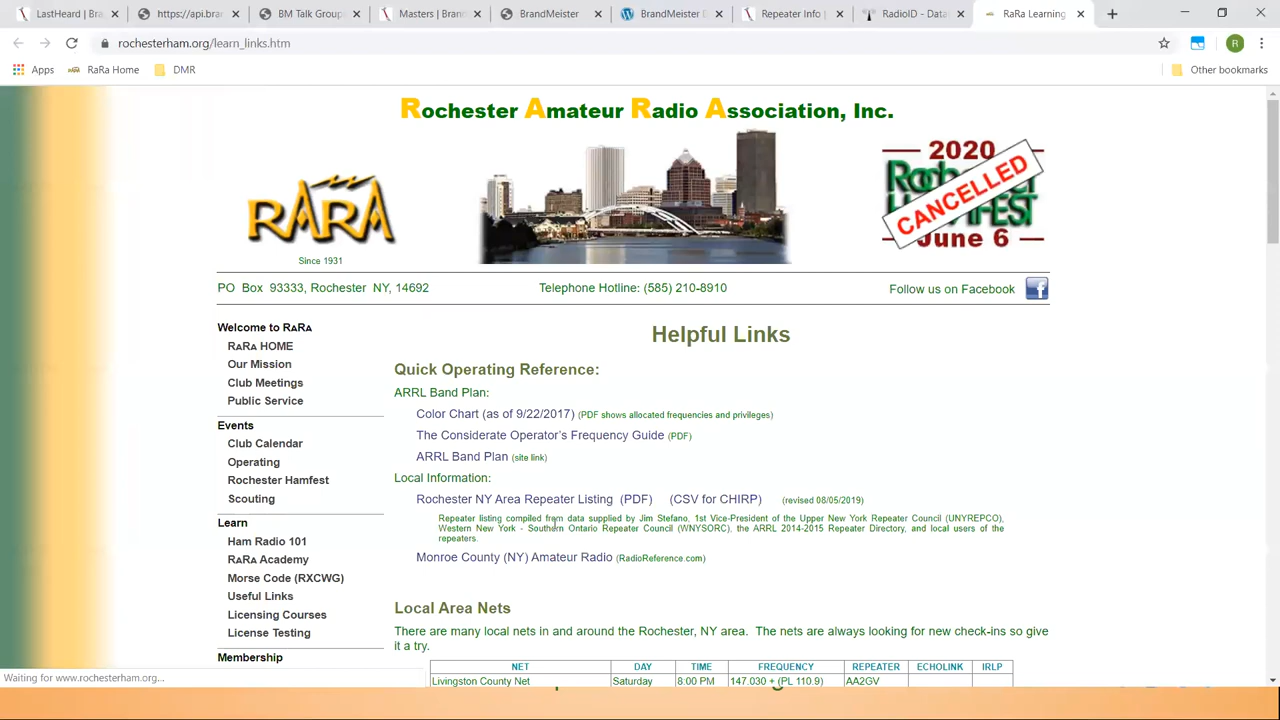 LastHeard | Bra
https://api.bra
BM Talk Group
Masters | Brand
BrandMeister
BrandMeister D
Repeater Info |
RadioID - Data
RaRa Learning
rochesterham.org/learn_links.htm
R
Apps
RaRa Home
DMR
Other bookmarks
Rochester Amateur Radio Association, Inc.
RARA
Since 1931
2020
Rochester
HAMFEST
CANCELLED
June 6
PO Box 93333, Rochester NY, 14692
Telephone Hotline: (585) 210-8910
Follow us on Facebook
Welcome to RARA
RARA HOME
Our Mission
Club Meetings
Public Service
Events
Club Calendar
Operating
Rochester Hamfest
Scouting
Learn
Ham Radio 101
RARA Academy
Morse Code (RXCWG)
Useful Links
Licensing Courses
License Testing
Membership
Helpful Links
Quick Operating Reference:
ARRL Band Plan:
Color Chart (as of 9/22/2017) (PDF shows allocated frequencies and privileges)
The Considerate Operator's Frequency Guide (PDF)
ARRL Band Plan (site link)
Local Information:
Rochester NY Area Repeater Listing (PDF) (CSV for CHIRP) (revised 08/05/2019)
Repeater listing compiled from data supplied by Jim Stefano, 1st Vice-President of the Upper New York Repeater Council (UNYREPCO),
Western New York - Southern Ontario Repeater Council (WNYSORC), the ARRL 2014-2015 Repeater Directory, and local users of the
repeaters.
Monroe County (NY) Amateur Radio (RadioReference.com)
Local Area Nets
There are many local nets in and around the Rochester, NY area. The nets are always looking for new check-ins so give
it a try.
NET DAY TIME FREQUENCY REPEATER ECHOLINK IRLP
Livingston County Net Saturday 8:00 PM 147.030 + (PL 110.9) AA2GV
Waiting for www.rochesterham.org...